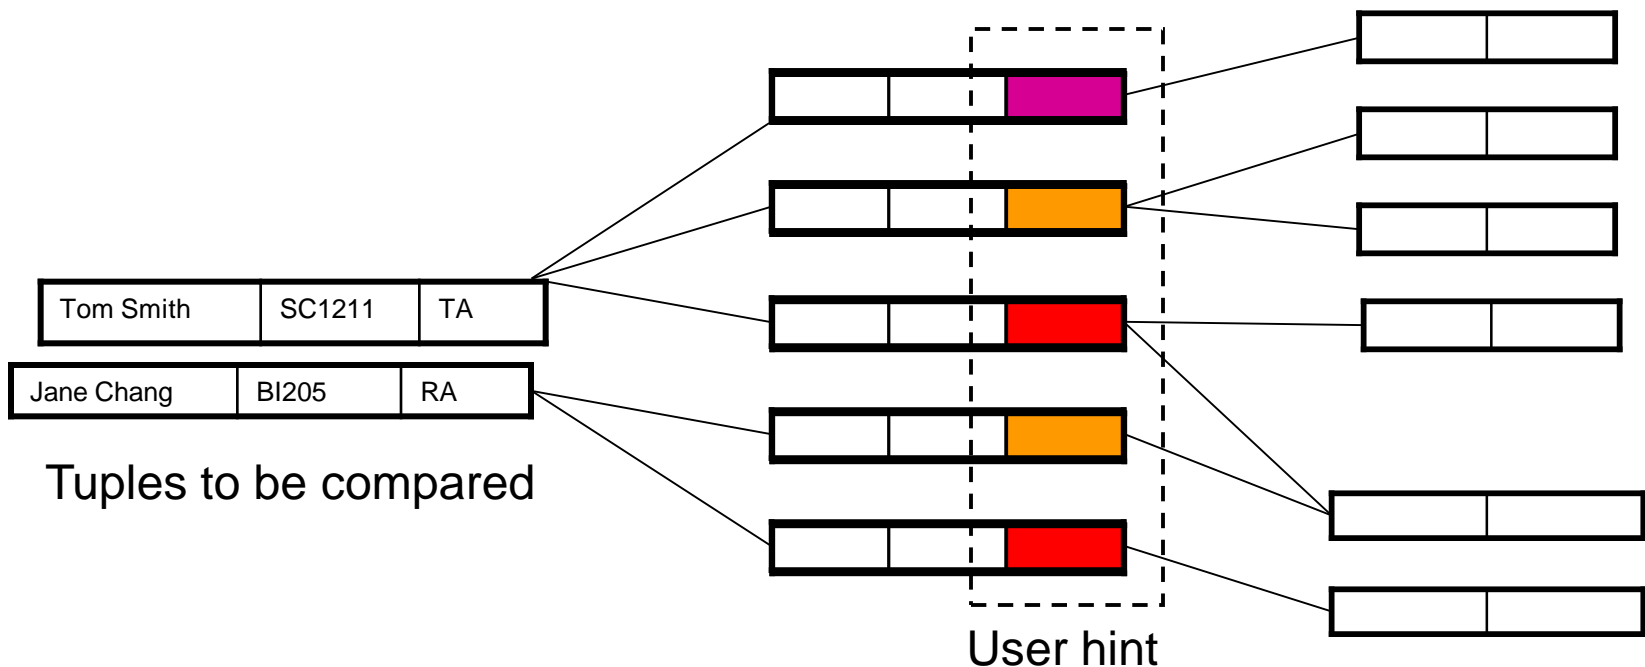 Tom Smith SC1211 TA
Jane Chang BI205 RA
Tuples to be compared
User hint